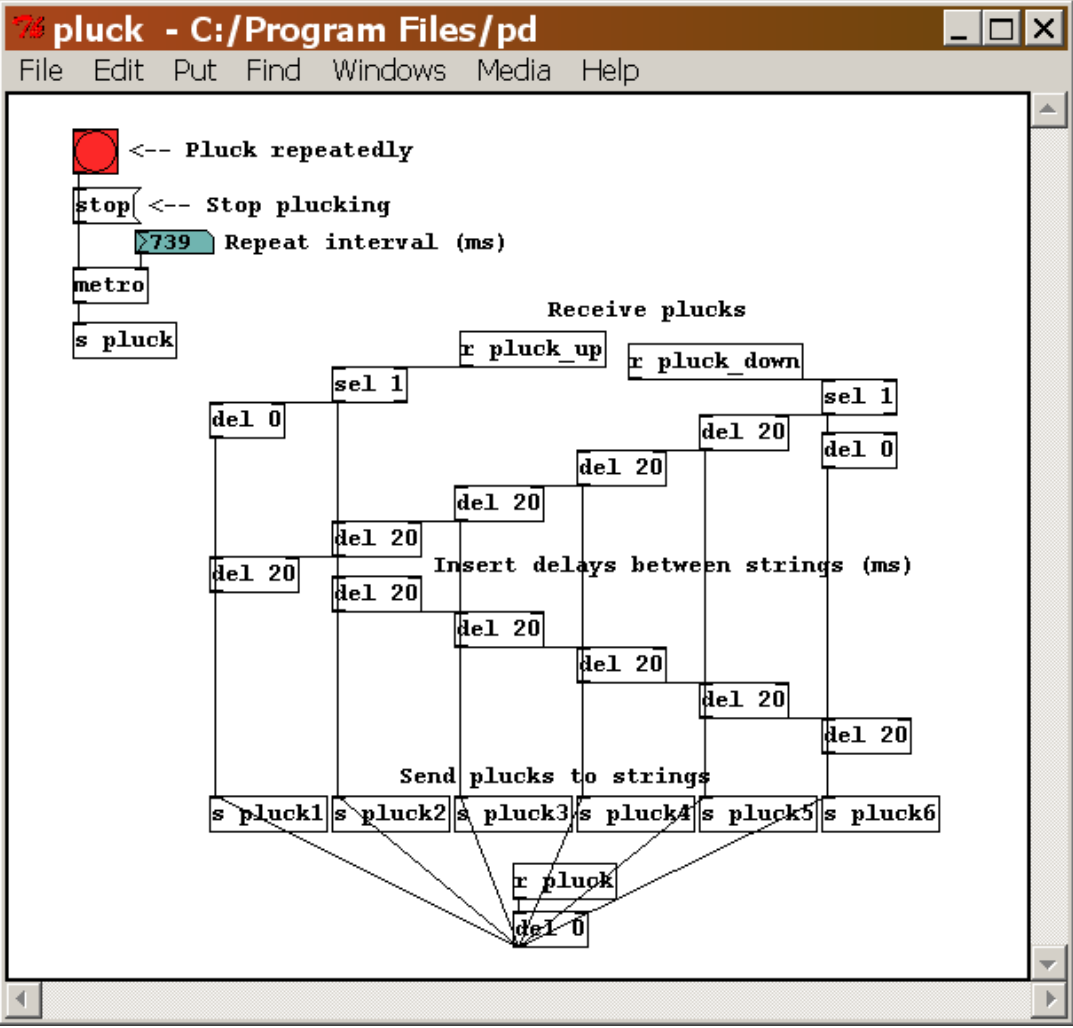 pluck - C:/Program Files/pd
File Edit Put Find Windows Media Help
<-- Pluck repeatedly
stop <-- Stop plucking
739 Repeat interval (ms)
metro
Receive plucks
s pluck
r pluck_up
r pluck_down
sel 1
sel 1
del 0
del 20
del 0
del 20
del 20
del 20
Insert delays between strings (ms)
del 20
del 20
del 20
del 20
del 20
del 20
Send plucks to strings
s pluck1 s pluck2 s pluck3 s pluck4 s pluck5 s pluck6
r pluck
del 0